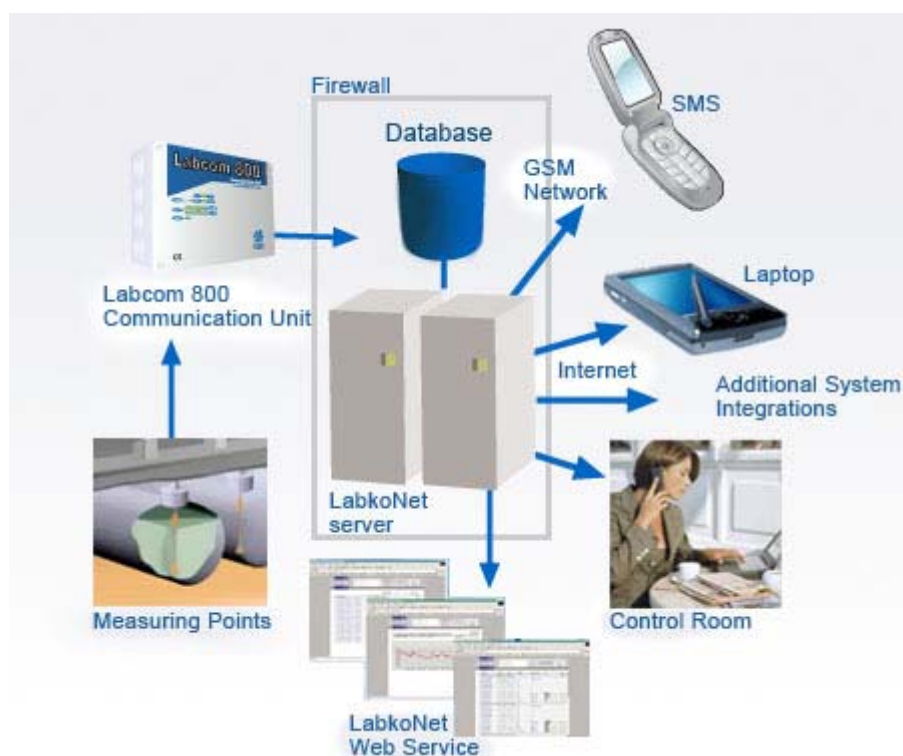 Firewall
SMS
Database
GSM
Network
Labcom 800
Laptop
Labcom 800
Communication Unit
Internet
Additional System
Integrations
LabkoNet
server
Measuring Points
Control Room
LabkoNet
Web Service